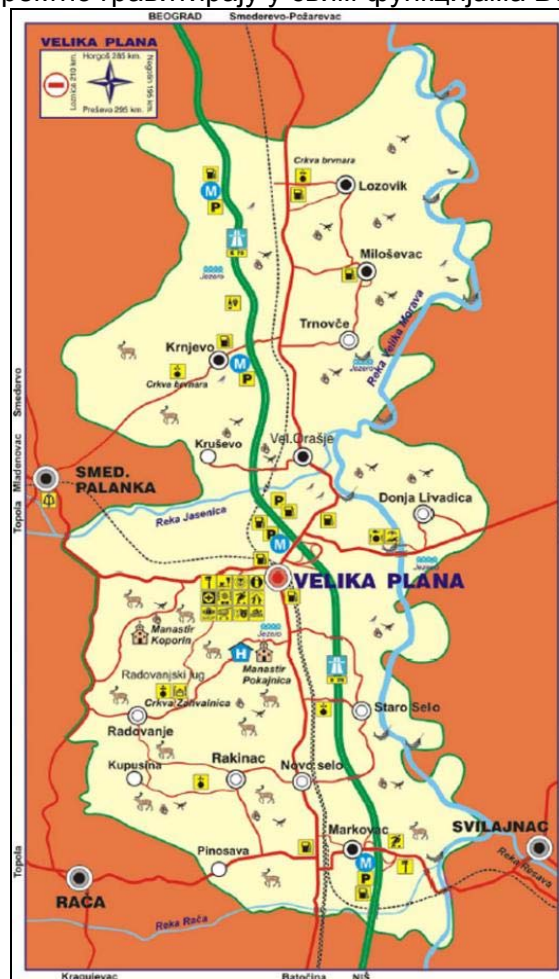 гравитирају у свим функцијама
BEOGRAD Smederevo-Požarevac
VELIKA PLANA
Horgoš 285 km.
Loznica 210 km.
Negotin 195 km.
Preševo 295 km.
Crkva brvnara
Lozovik
M
P
Miloševac
Jezero
Trnovče
Reka Velika Morava
Krnjevo
M
P
Jezero
Crkva brvnara
Smederevo
Mladenovac
Topola
Kruševo
Vel.Orašje
SMED.
PALANKA
Donja Livadica
Reka Jasenica
P
P
M
Jezero
VELIKA PLANA
Manastir
Koporin
Jezero
H
Manastir
Pokajnica
Radovanjski lug
Crkva Zahvalnica
Radovanje
Staro Selo
Kupusina
Rakinac
Novo selo
Pinosava
Markovac
M
P
SVILAJNAC
Reka Resava
Topola
RAČA
Reka Rača
Kragujevac Batočina NIŠ